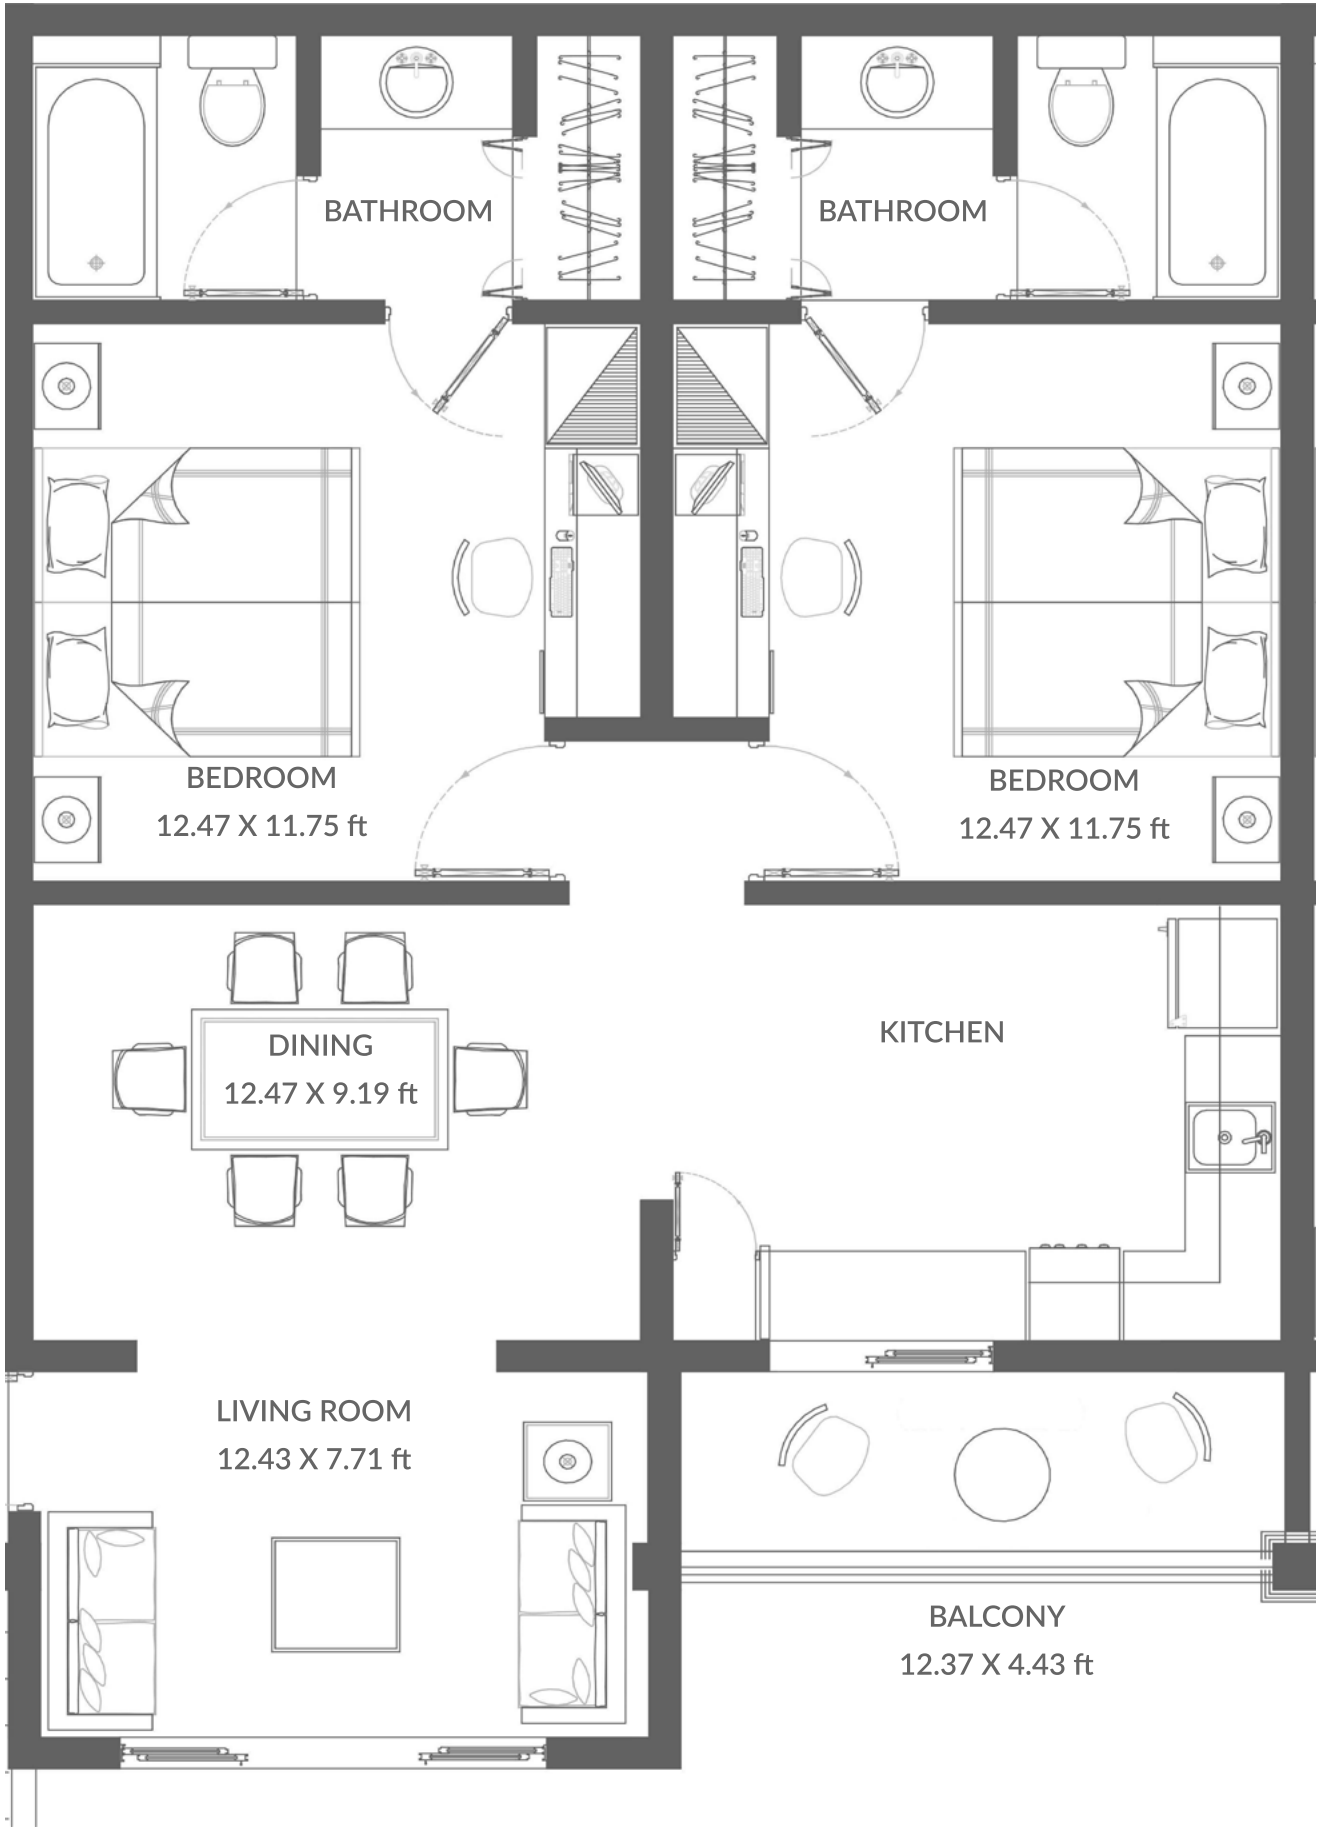 BATHROOM
BATHROOM
BEDROOM
12.47 X 11.75 ft
BEDROOM
12.47 X 11.75 ft
DINING
12.47 X 9.19 ft
KITCHEN
LIVING ROOM
12.43 X 7.71 ft
BALCONY
12.37 X 4.43 ft